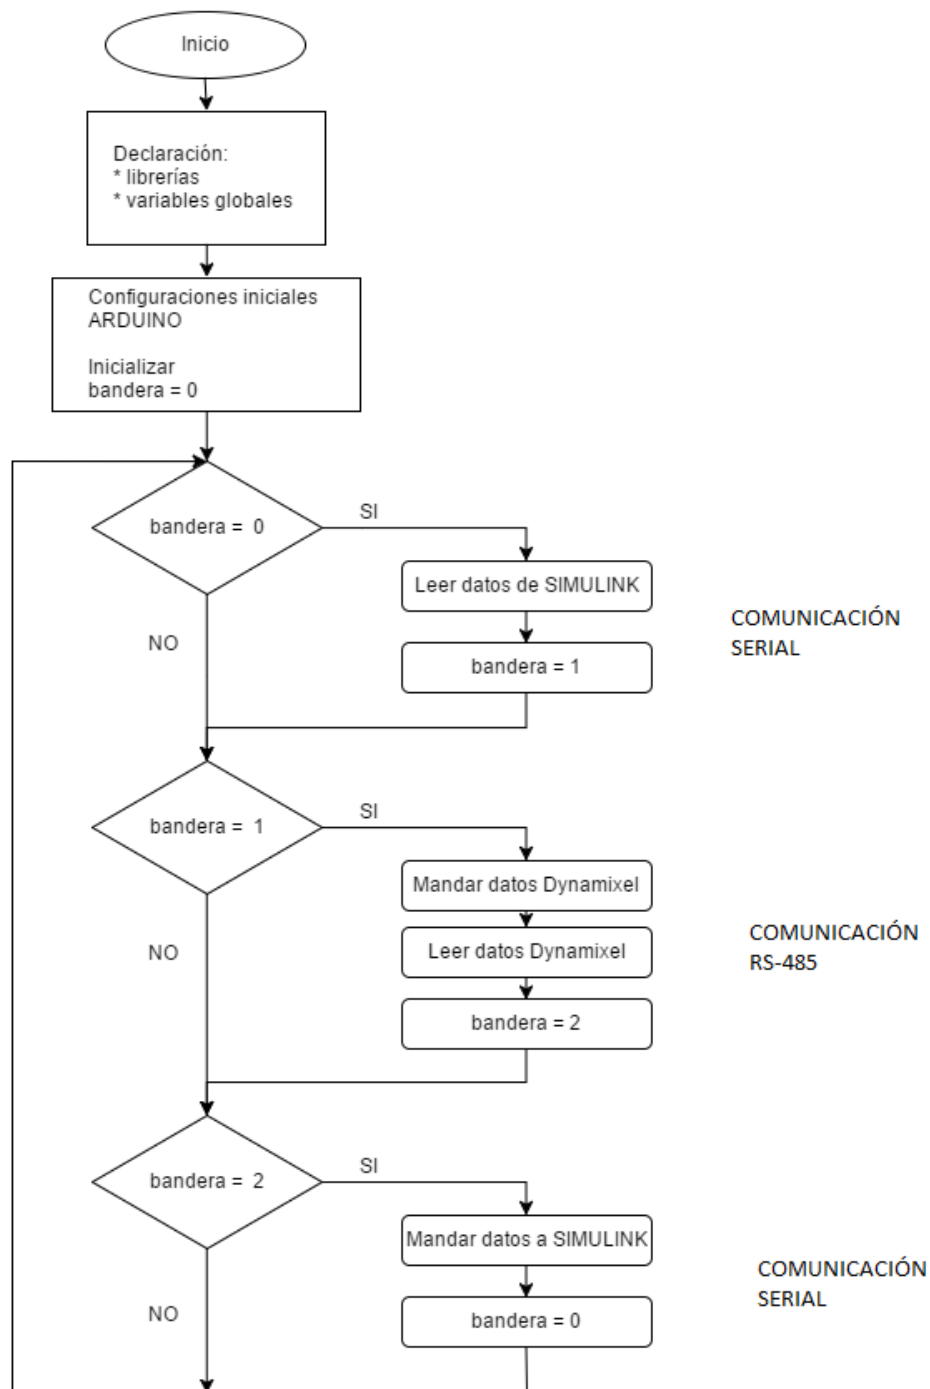 Inicio
Declaración:
* librerías
* variables globales
Configuraciones iniciales
ARDUINO
Inicializar
bandera = 0
bandera = 0
SI
Leer datos de SIMULINK
bandera = 1
NO
COMUNICACIÓN
SERIAL
bandera = 1
SI
Mandar datos Dynamixel
Leer datos Dynamixel
bandera = 2
NO
COMUNICACIÓN
RS-485
bandera = 2
SI
Mandar datos a SIMULINK
bandera = 0
NO
COMUNICACIÓN
SERIAL